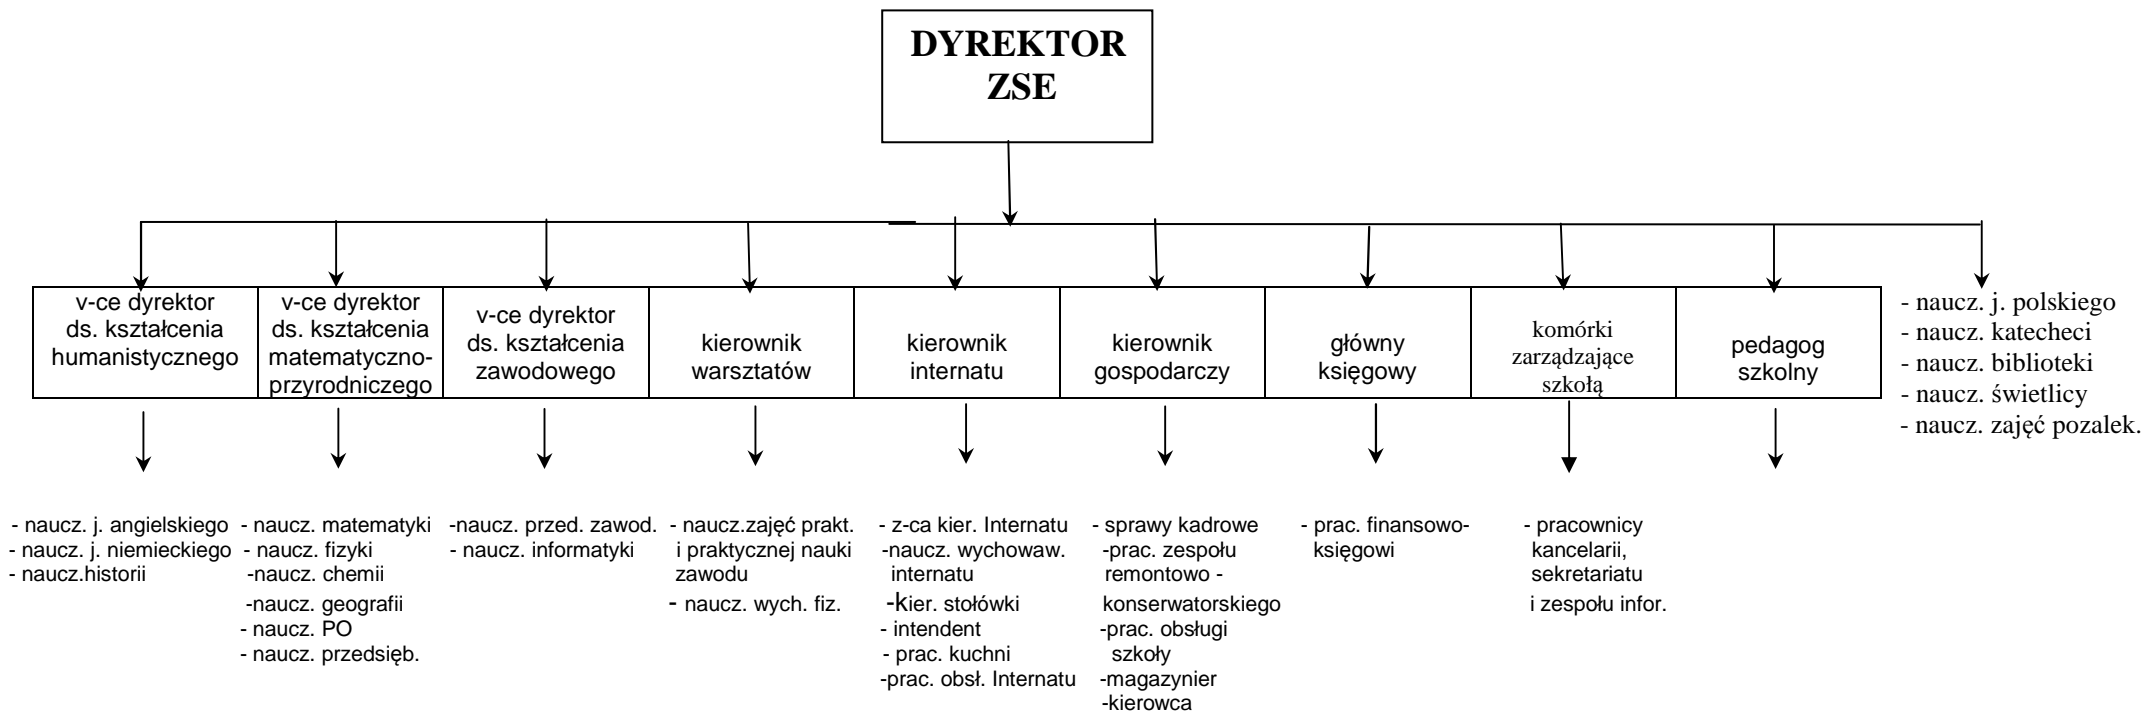 DYREKTOR
ZSE
v-ce dyrektor
ds. kształcenia
humanistycznego
v-ce dyrektor
ds. kształcenia
matematyczno-
przyrodniczego
v-ce dyrektor
ds. kształcenia
zawodowego
kierownik
warsztatów
kierownik
internatu
kierownik
gospodarczy
główny
księgowy
komórki
zarządzające
szkołą
pedagog
szkolny
- naucz. j. polskiego
- naucz. katecheci
- naucz. biblioteki
- naucz. świetlicy
- naucz. zajęć pozalek.
- naucz. j. angielskiego
- naucz. j. niemieckiego
- naucz.historii
- naucz. matematyki
- naucz. fizyki
-naucz. chemii
-naucz. geografii
- naucz. PO
- naucz. przedsięb.
-naucz. przed. zawod.
- naucz. informatyki
- naucz.zajęć prakt.
i praktycznej nauki
zawodu
- naucz. wych. fiz.
- z-ca kier. Internatu
-naucz. wychowaw.
internatu
-kier. stołówki
- intendent
- prac. kuchni
-prac. obsł. Internatu
- sprawy kadrowe
-prac. zespołu
remontowo -
konserwatorskiego
-prac. obsługi
szkoły
-magazynier
-kierowca
- prac. finansowo-
księgowi
- pracownicy
kancelarii,
sekretariatu
i zespołu infor.